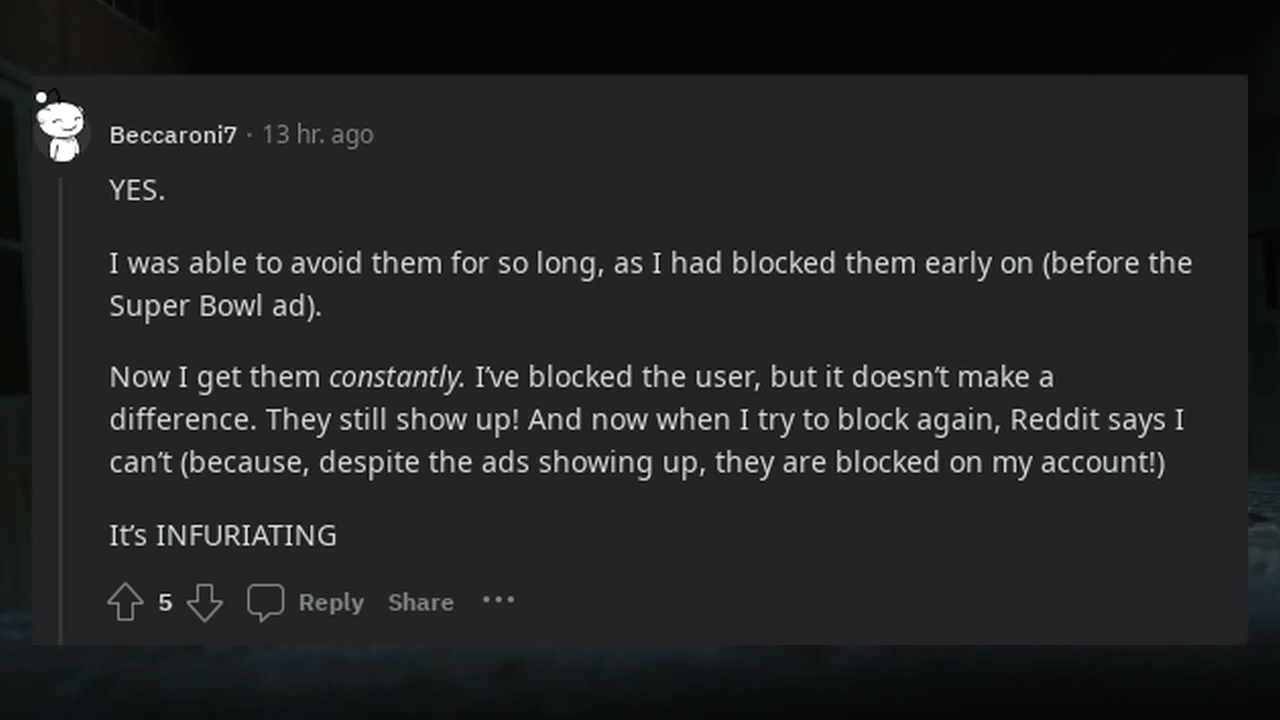 Beccaroni7 · 13 hr. ago
YES.
I was able to avoid them for so long, as I had blocked them early on (before the
Super Bowl ad).
Now I get them constantly. I’ve blocked the user, but it doesn’t make a
difference. They still show up! And now when I try to block again, Reddit says I
can’t (because, despite the ads showing up, they are blocked on my account!)
It’s INFURIATING
5 Reply Share ···